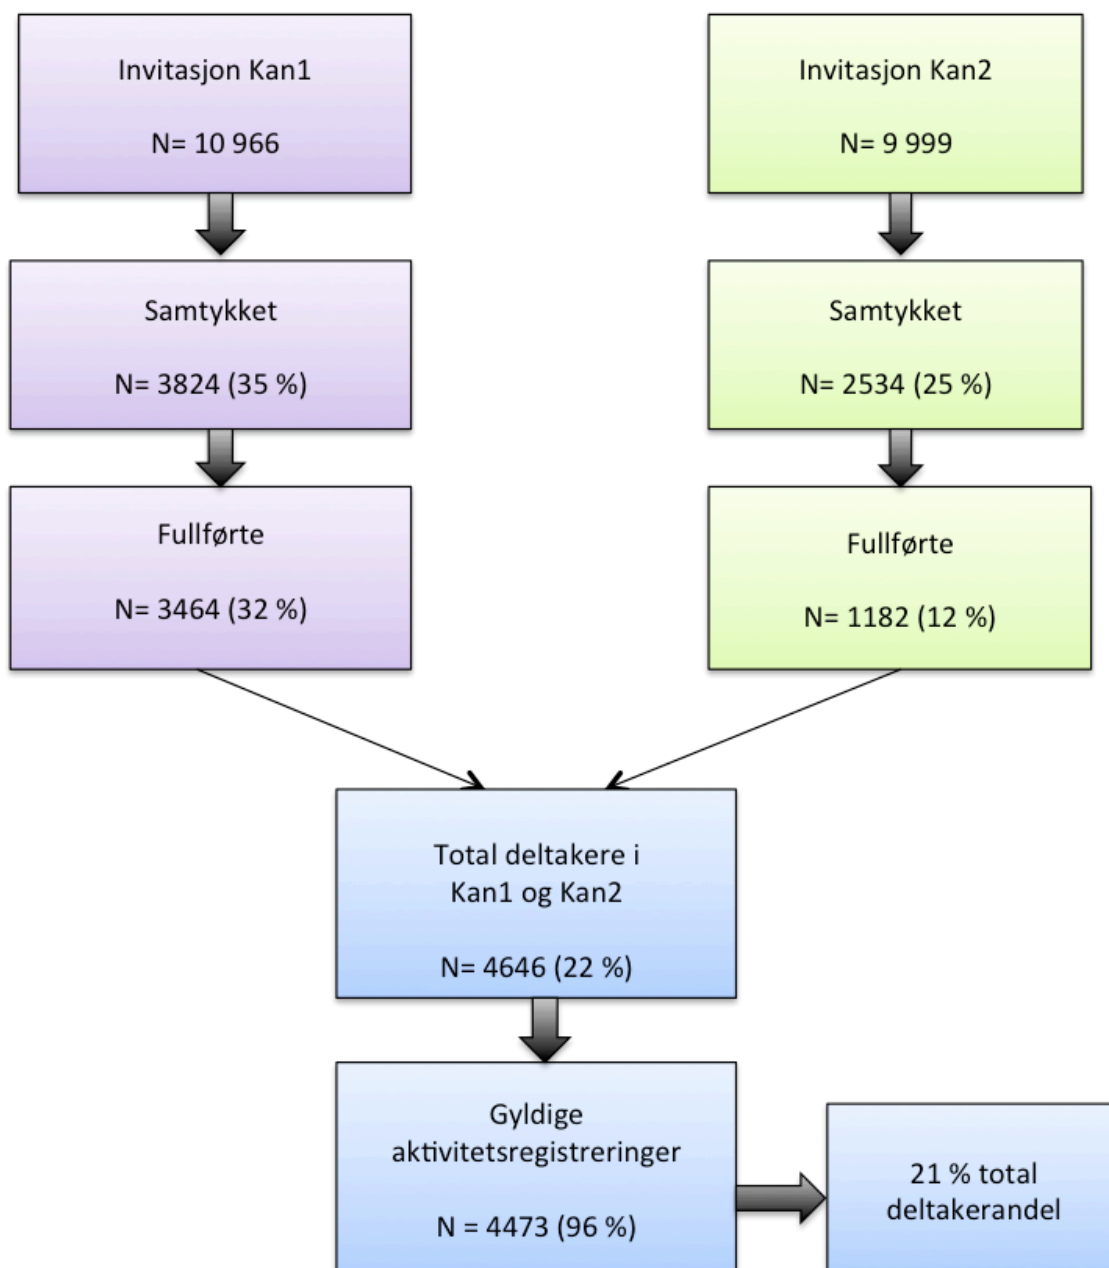 Invitasjon Kan1
N= 10 966
Invitasjon Kan2
N= 9 999
Samtykket
N= 3824 (35 %)
Samtykket
N= 2534 (25 %)
Fullførte
N= 3464 (32 %)
Fullførte
N= 1182 (12 %)
Total deltakere i
Kan1 og Kan2
N= 4646 (22 %)
Gyldige
aktivitetsregistreringer
N = 4473 (96 %)
21 % total
deltakerandel